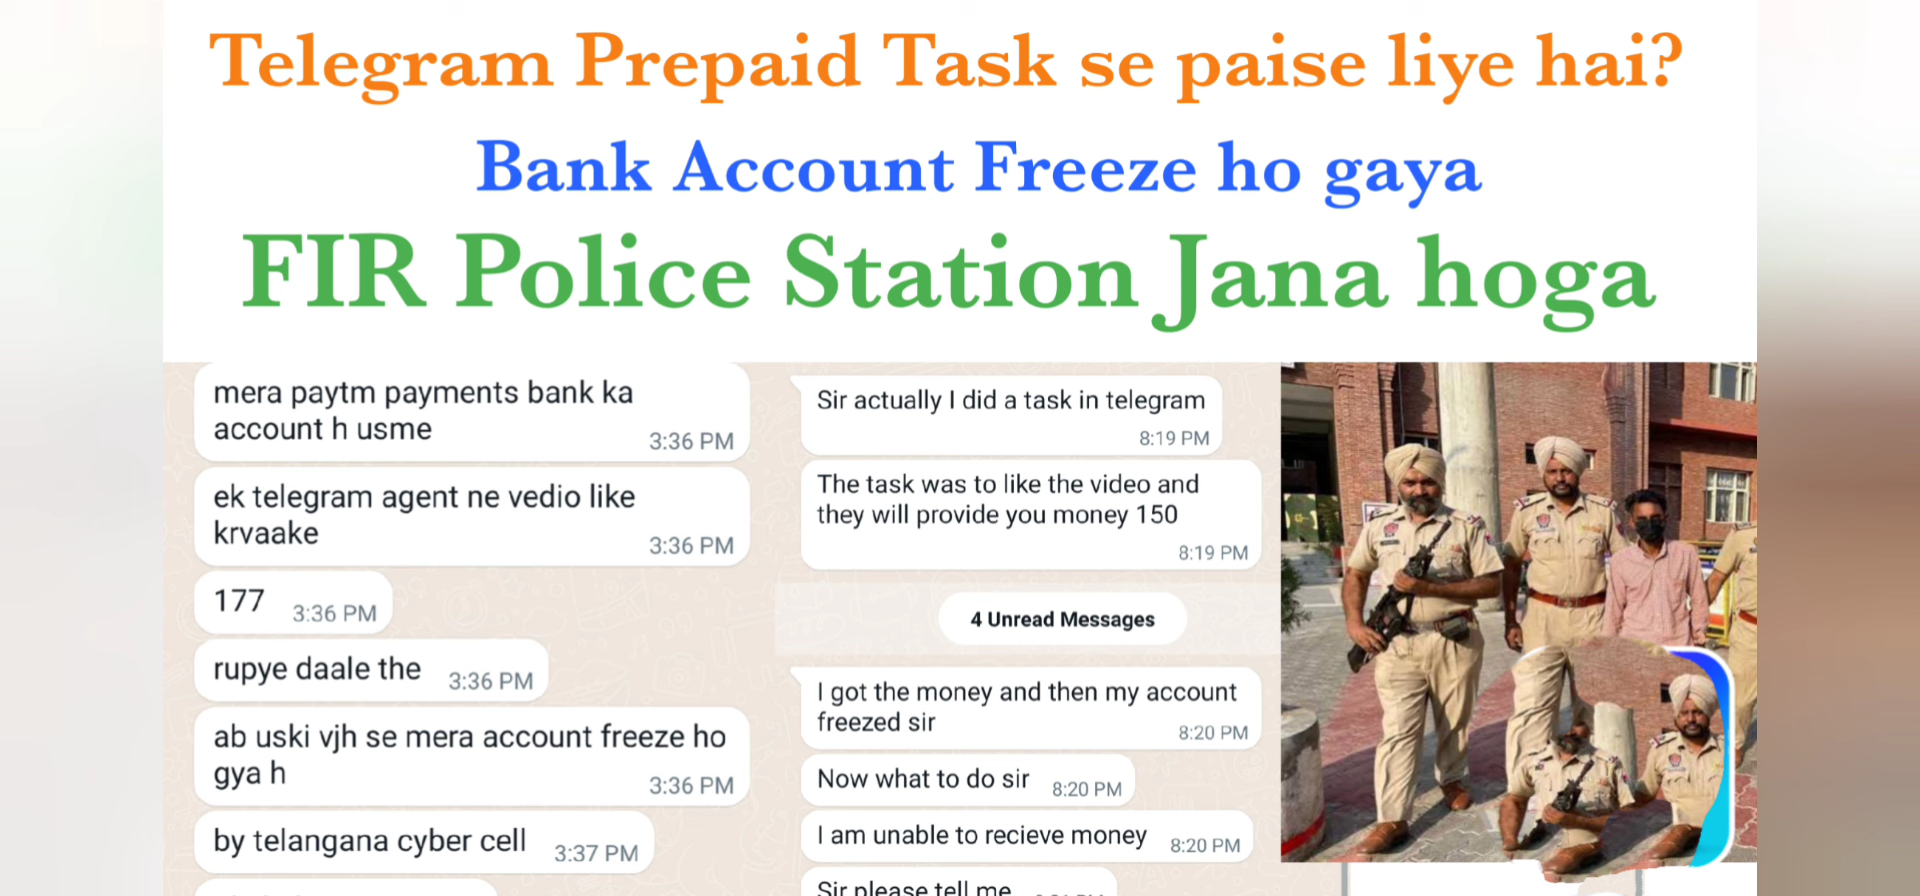 Telegram Prepaid Task se paise liye hai?
Bank Account Freeze ho gaya
FIR Police Station Jana hoga
mera paytm payments bank ka
account h usme
3:36 PM
ek telegram agent ne vedio like
krvaake
3:36 PM
177 3:36 PM
rupye daale the 3:36 PM
ab uski vjh se mera account freeze ho
gya h
3:36 PM
by telangana cyber cell 3:37 PM
Sir actually I did a task in telegram
8:19 PM
The task was to like the video and
they will provide you money 150
8:19 PM
4 Unread Messages
I got the money and then my account
freezed sir
8:20 PM
Now what to do sir 8:20 PM
I am unable to recieve money 8:20 PM
Sir please tell me